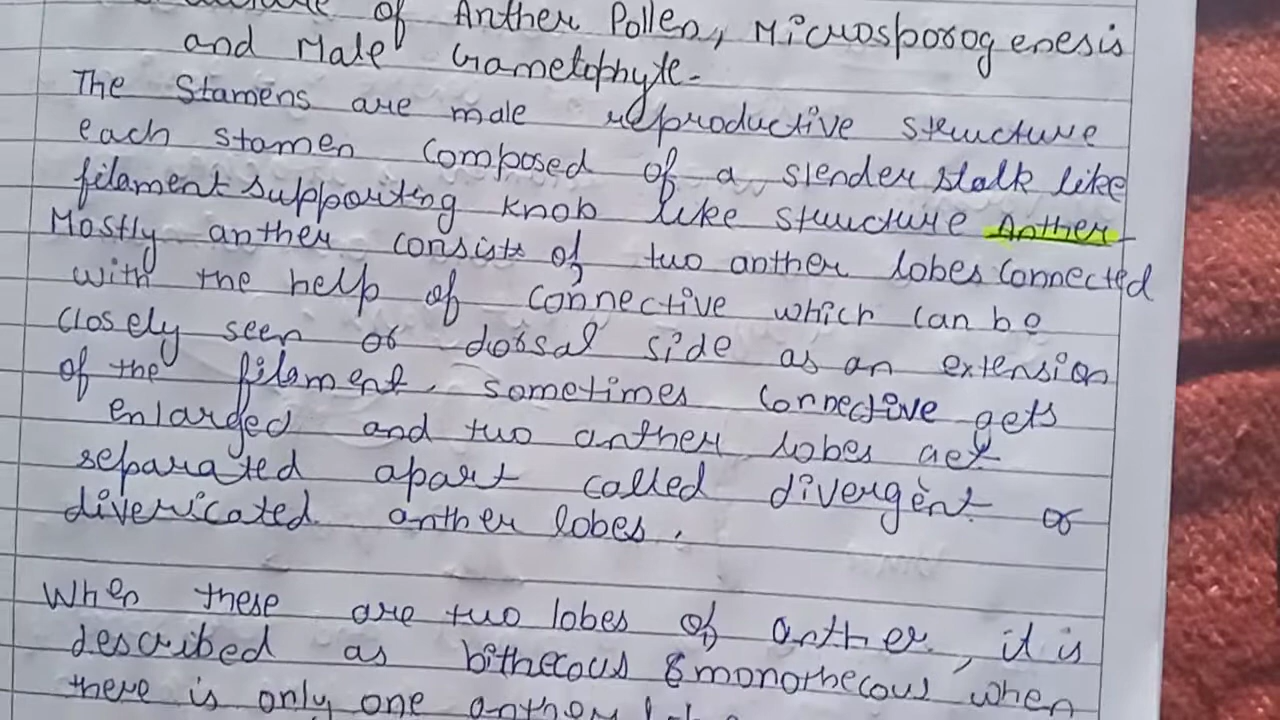 of Anther Pollen, Microsporogenesis
and Male Gametophyte-
The Stamens are male reproductive structure
each stamen composed of a slender stalk like
filament supporting knob like structure Anther
Mostly anther consists of two anther lobes connected
with the help of connective which can be
closely seen of dorsal side as an extension
of the filament. sometimes connective gets
enlarged and two anther lobes get
separated apart called divergent or
divericated anther lobes.
When these are two lobes of anther, it is
described as bithecous & monothecous when
there is only one anther